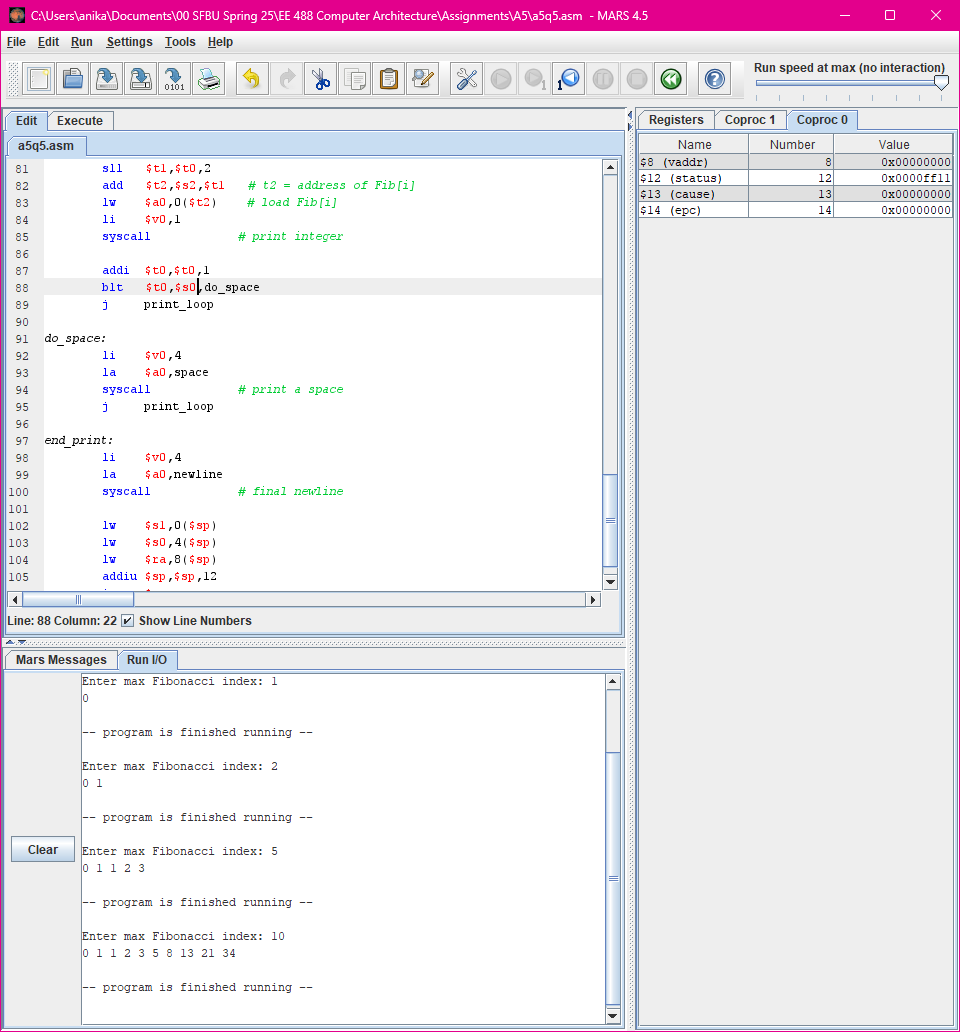 C:\Users\anika\Documents\00 SFBU Spring 25\EE 488 Computer Architecture\Assignments\A5\a5q5.asm - MARS 4.5
File Edit Run Settings Tools Help
Run speed at max (no interaction)
Edit Execute
a5q5.asm
81 sll $t1,$t0,2
82 add $t2,$s2,$t1 # t2 = address of Fib[i]
83 lw $a0,0($t2) # load Fib[i]
84 li $v0,1
85 syscall # print integer
86
87 addi $t0,$t0,1
88 blt $t0,$s0,do_space
89 j print_loop
90
91 do_space:
92 li $v0,4
93 la $a0,space
94 syscall # print a space
95 j print_loop
96
97 end_print:
98 li $v0,4
99 la $a0,newline
100 syscall # final newline
101
102 lw $s1,0($sp)
103 lw $s0,4($sp)
104 lw $ra,8($sp)
105 addiu $sp,$sp,12
Line: 88 Column: 22 Show Line Numbers
Mars Messages Run I/O
Clear
Enter max Fibonacci index: 1
0
-- program is finished running --
Enter max Fibonacci index: 2
0 1
-- program is finished running --
Enter max Fibonacci index: 5
0 1 1 2 3
-- program is finished running --
Enter max Fibonacci index: 10
0 1 1 2 3 5 8 13 21 34
-- program is finished running --
Registers Coproc 1 Coproc 0
Name Number Value
$8 (vaddr) 8 0x00000000
$12 (status) 12 0x0000ff11
$13 (cause) 13 0x00000000
$14 (epc) 14 0x00000000